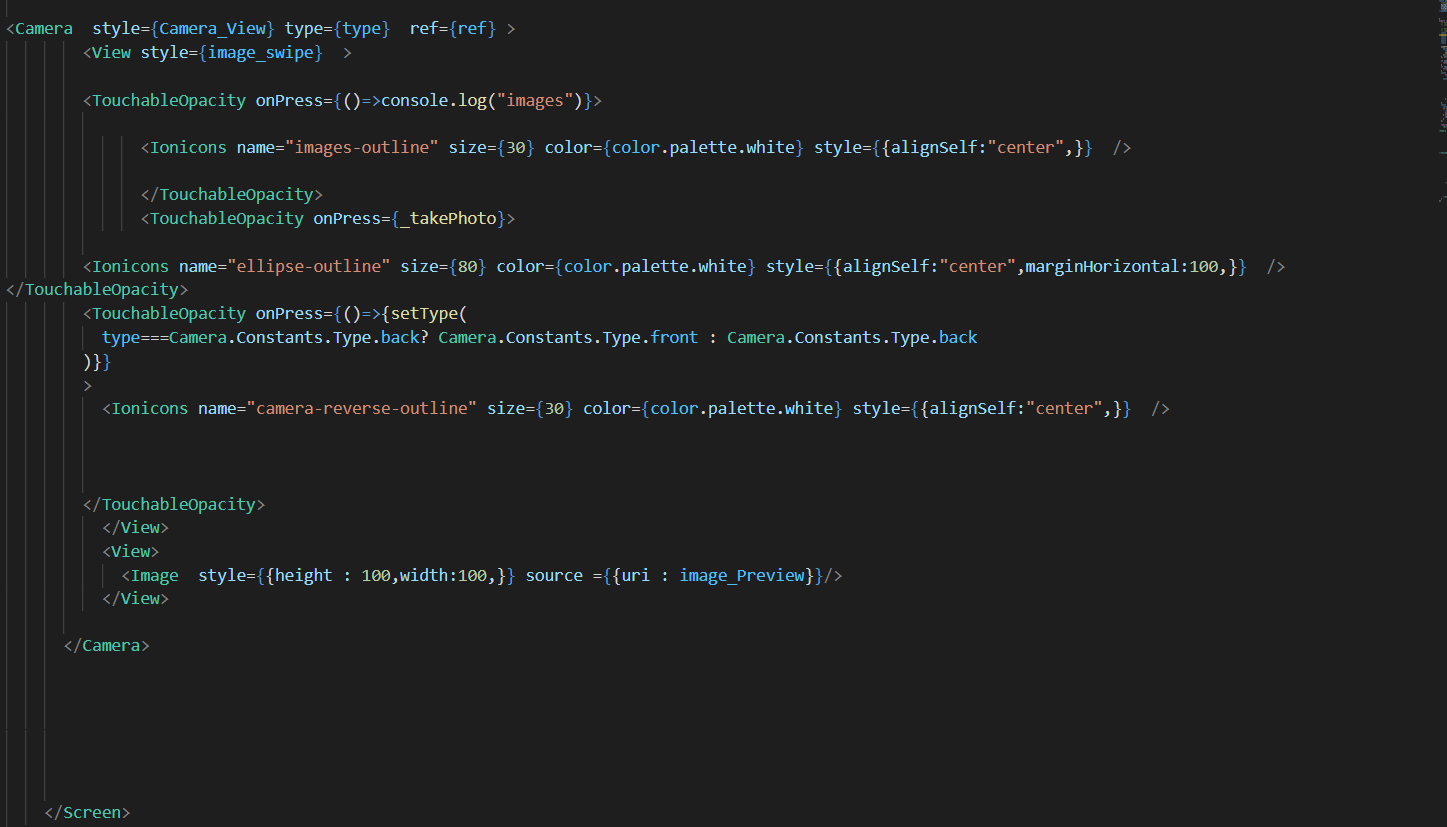 <Camera  style={Camera_View} type={type}  ref={ref} >
<View style={image_swipe}  >
<TouchableOpacity onPress={()=>console.log("images")}>
<Ionicons name="images-outline" size={30} color={color.palette.white} style={{alignSelf:"center",}}  />
</TouchableOpacity>
<TouchableOpacity onPress={_takePhoto}>
<Ionicons name="ellipse-outline" size={80} color={color.palette.white} style={{alignSelf:"center",marginHorizontal:100,}}  />
</TouchableOpacity>
<TouchableOpacity onPress={()=>{setType(
type===Camera.Constants.Type.back? Camera.Constants.Type.front : Camera.Constants.Type.back
)}}
>
<Ionicons name="camera-reverse-outline" size={30} color={color.palette.white} style={{alignSelf:"center",}}  />
</TouchableOpacity>
</View>
<View>
<Image  style={{height : 100,width:100,}} source ={{uri : image_Preview}}/>
</View>
</Camera>
</Screen>